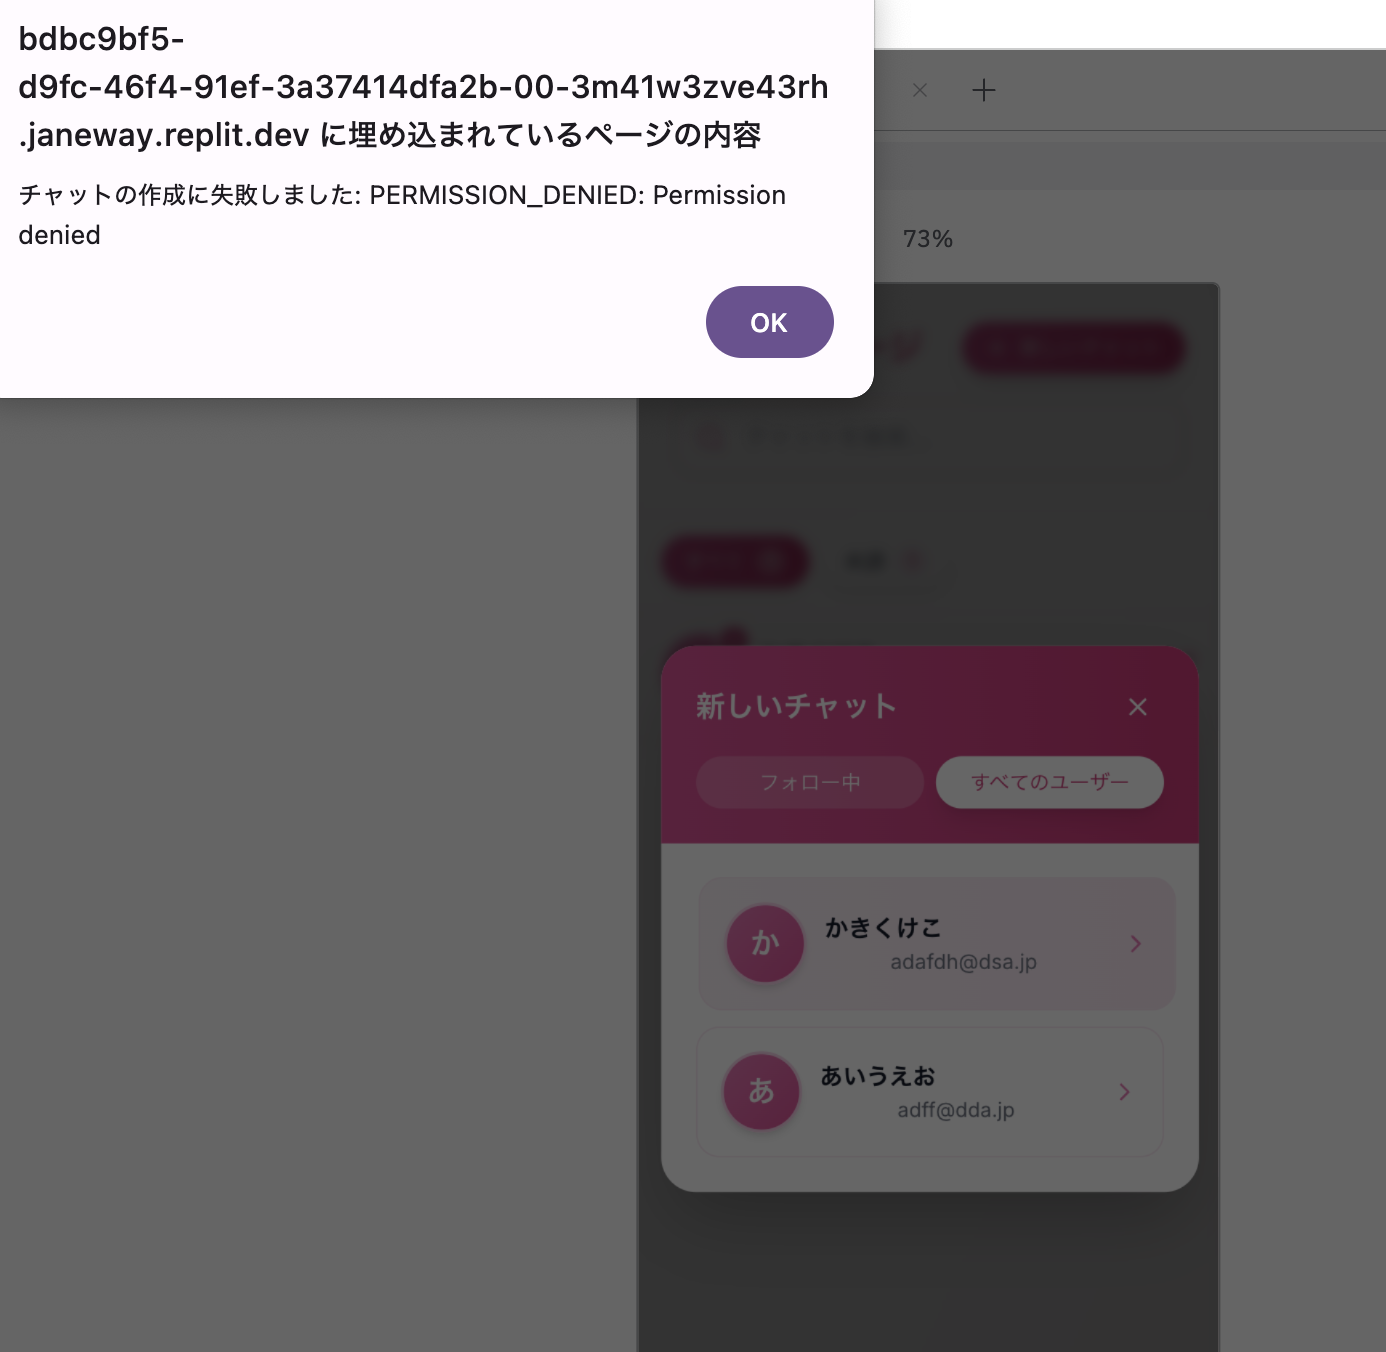 bdbc9bf5-
d9fc-46f4-91ef-3a37414dfa2b-00-3m41w3zve43rh
.janeway.replit.dev に埋め込まれているページの内容
チャットの作成に失敗しました: PERMISSION_DENIED: Permission
denied
OK
73%
新しいチャット
フォロー中
すべてのユーザー
か
かきくけこ
adafdh@dsa.jp
あ
あいうえお
adff@dda.jp